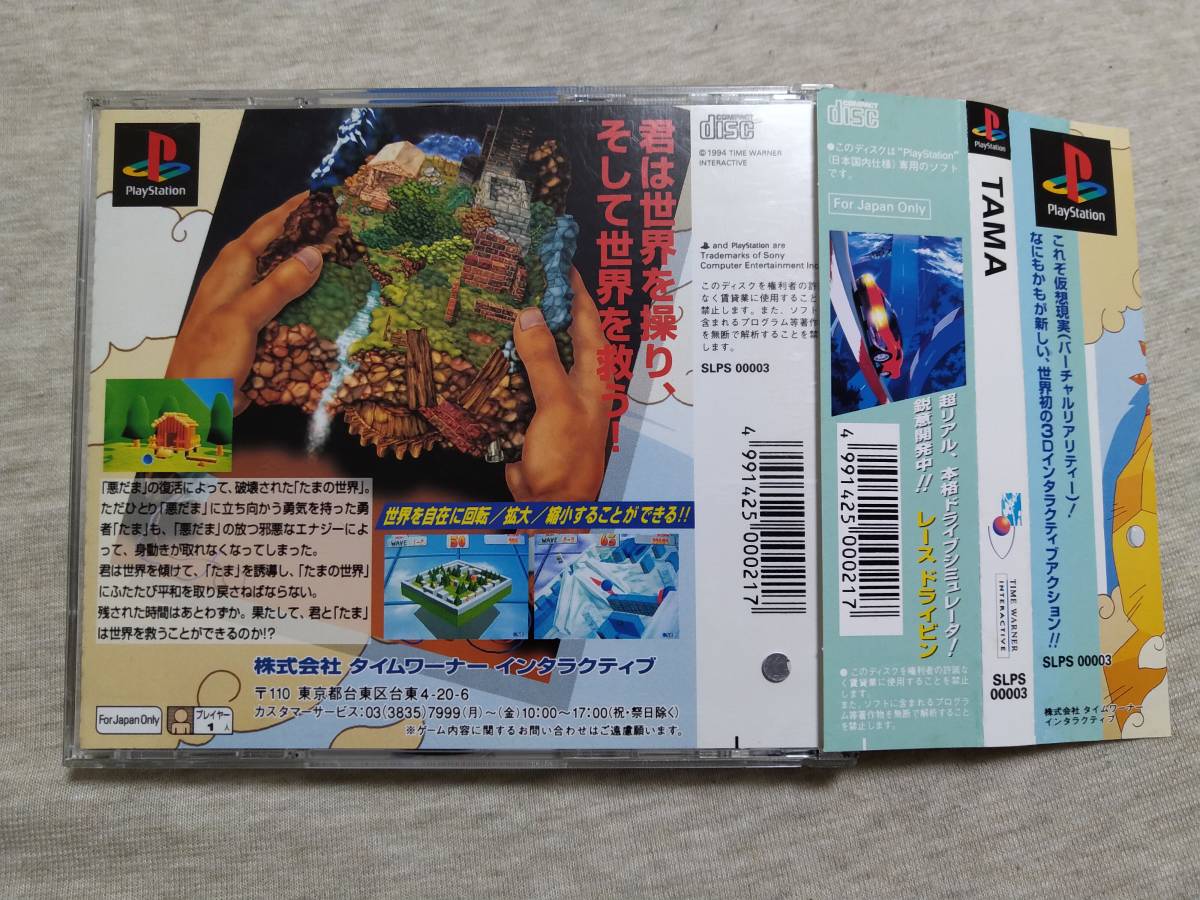 PlayStation
君は世界を操り、
そして世界を救う!
「悪だま」の復活によって、破壊された「たまの世界」。
ただひとり「悪だま」に立ち向かう勇気を持った勇
者「たま」も、「悪だま」の放つ邪悪なエナジーによ
って、身動きが取れなくなってしまった。
君は世界を傾けて、「たま」を誘導し、「たまの世界」
にふたたび平和を取り戻さねばならない。
残された時間はあとわずか。果たして、君と「たま」
は世界を救うことができるのか!?
世界を自在に回転/拡大/縮小することができる!!
WAVE
30
WAVE
63
株式会社 タイムワーナー インタラクティブ
〒110 東京都台東区台東4-20-6
カスタマーサービス:03(3835)7999(月)〜(金)10:00〜17:00(祝・祭日除く)
※ゲーム内容に関するお問い合わせはご遠慮願います。
For Japan Only
プレイヤー
1人
COMPACT
disc
©1994 TIME WARNER
INTERACTIVE
and PlayStation are
Trademarks of Sony
Computer Entertainment Inc
このディスクを権利者の許
なく賃貸業に使用すること
禁止します。また、ソフト
含まれるプログラム等著作
を無断で解析することを禁
します。
SLPS 00003
4 991425 000217
COMPACT
disc
●このディスクは"PlayStation"
(日本国内仕様)専用のソフト
です。
For Japan Only
超リアル、本格ドライブシミュレータ!
鋭意開発中!! レース ドライビン
4 991425 000217
●このディスクを権利者の許諾な
く賃貸業に使用することを禁止
します。
また、ソフトに含まれるプログラ
ム等著作物を無断で解析すること
を禁止します。
PlayStation
TAMA
TIME WARNER
INTERACTIVE
SLPS
00003
PlayStation
これぞ仮想現実(バーチャルリアリティー)!
なにもかもが新しい、世界初の3Dインタラクティブアクション!!
SLPS 00003
株式会社 タイムワーナー
インタラクティブ